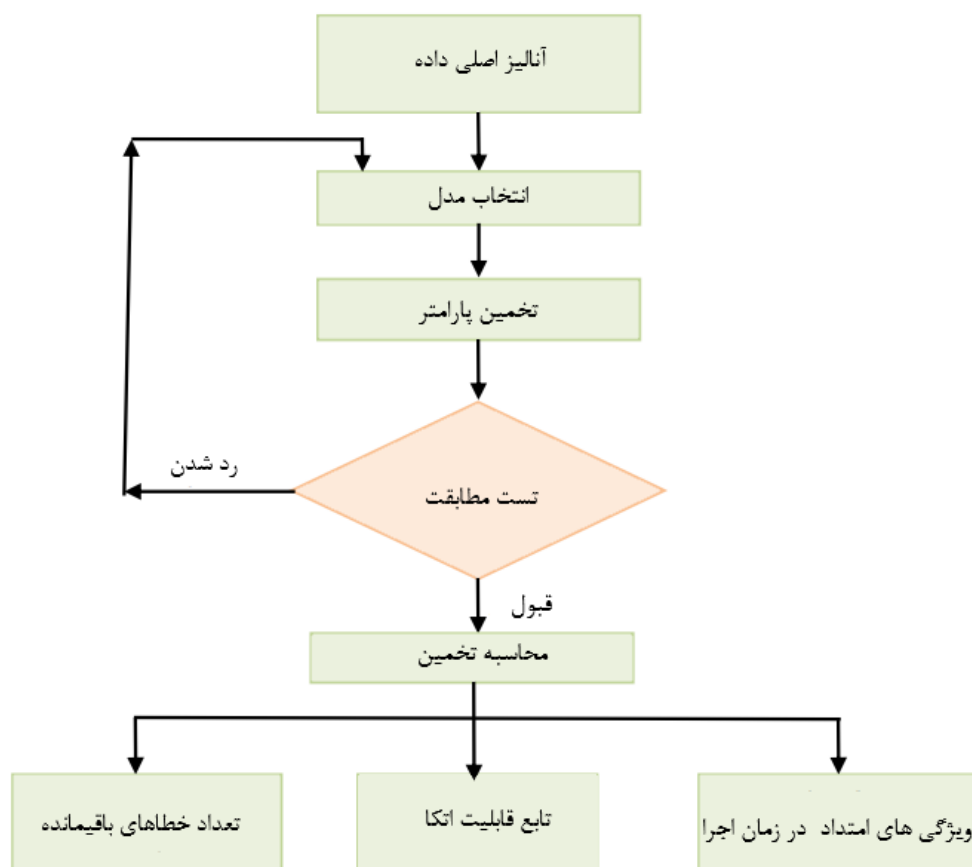 آنالیز اصلی داده
انتخاب مدل
تخمین پارامتر
تست مطابقت
رد شدن
قبول
محاسبه تخمین
ویژگی های امتداد در زمان اجرا
تابع قابلیت اتکا
تعداد خطاهای باقیمانده